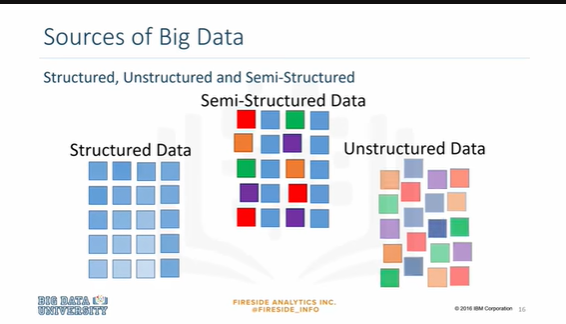 Sources of Big Data
Structured, Unstructured and Semi-Structured
Semi-Structured Data
Structured Data
Unstructured Data
BIG DATA
UNIVERSITY
FIRESIDE ANALYTICS INC.
@FIRESIDE_INFO
© 2016 IBM Corporation 16